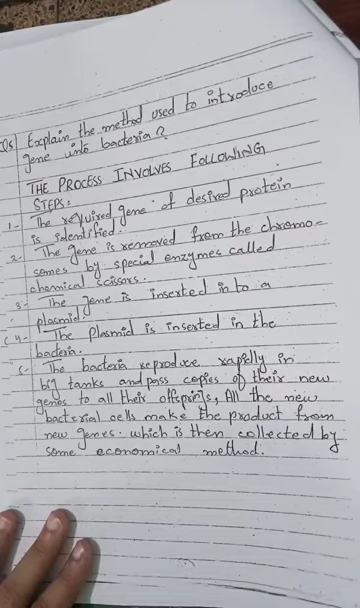 Q5 Explain the method used to introduce
gene into bacteria?
THE PROCESS INVOLVES FOLLOWING
STEPS:
1- The required gene of desired protein
is identified.
2- The gene is removed from the chromo-
somes by special enzymes called
chemical scissors.
3- The gene is inserted in to a
plasmid.
(4- The plasmid is inserted in the
bacteria.
5- The bacteria reproduce rapidly in
big tanks and pass copies of their new
genes to all their offsprints, All the new
bacterial cells make the product from
new genes. which is then collected by
some economical method.